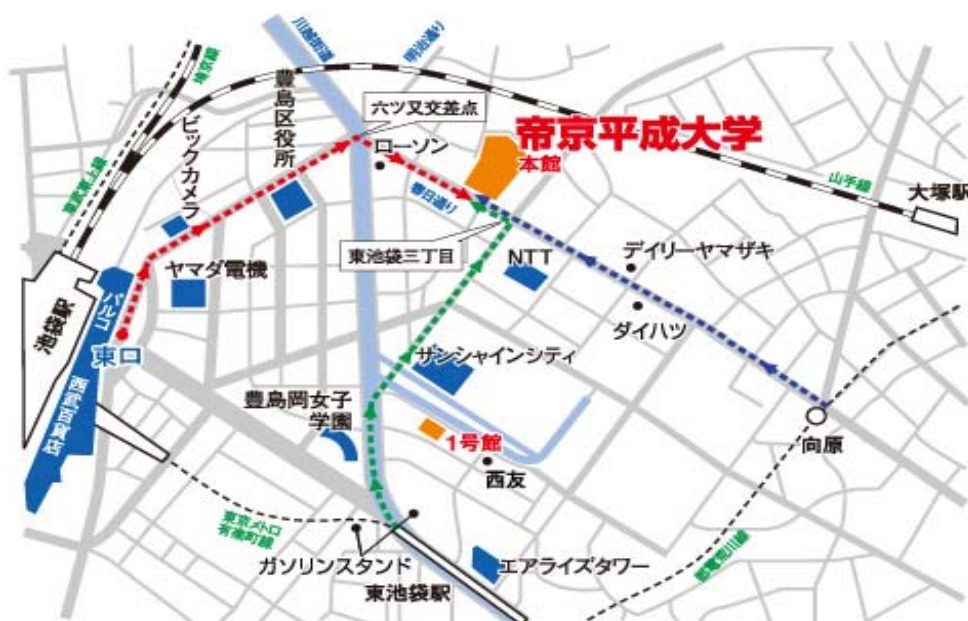 川越街道
明治通り
埼京線
東武東上線
ビックカメラ
豊島区役所
六ツ又交差点
ローソン
帝京平成大学
本館
山手線
大塚駅
春日通り
東池袋三丁目
NTT
デイリーヤマザキ
ダイハツ
ヤマダ電機
池袋駅
パルコ
東口
西武百貨店
サンシャインシティ
豊島岡女子
学園
1号館
西友
向原
東京メトロ
有楽町線
ガソリンスタンド
東池袋駅
エアライズタワー
都電荒川線